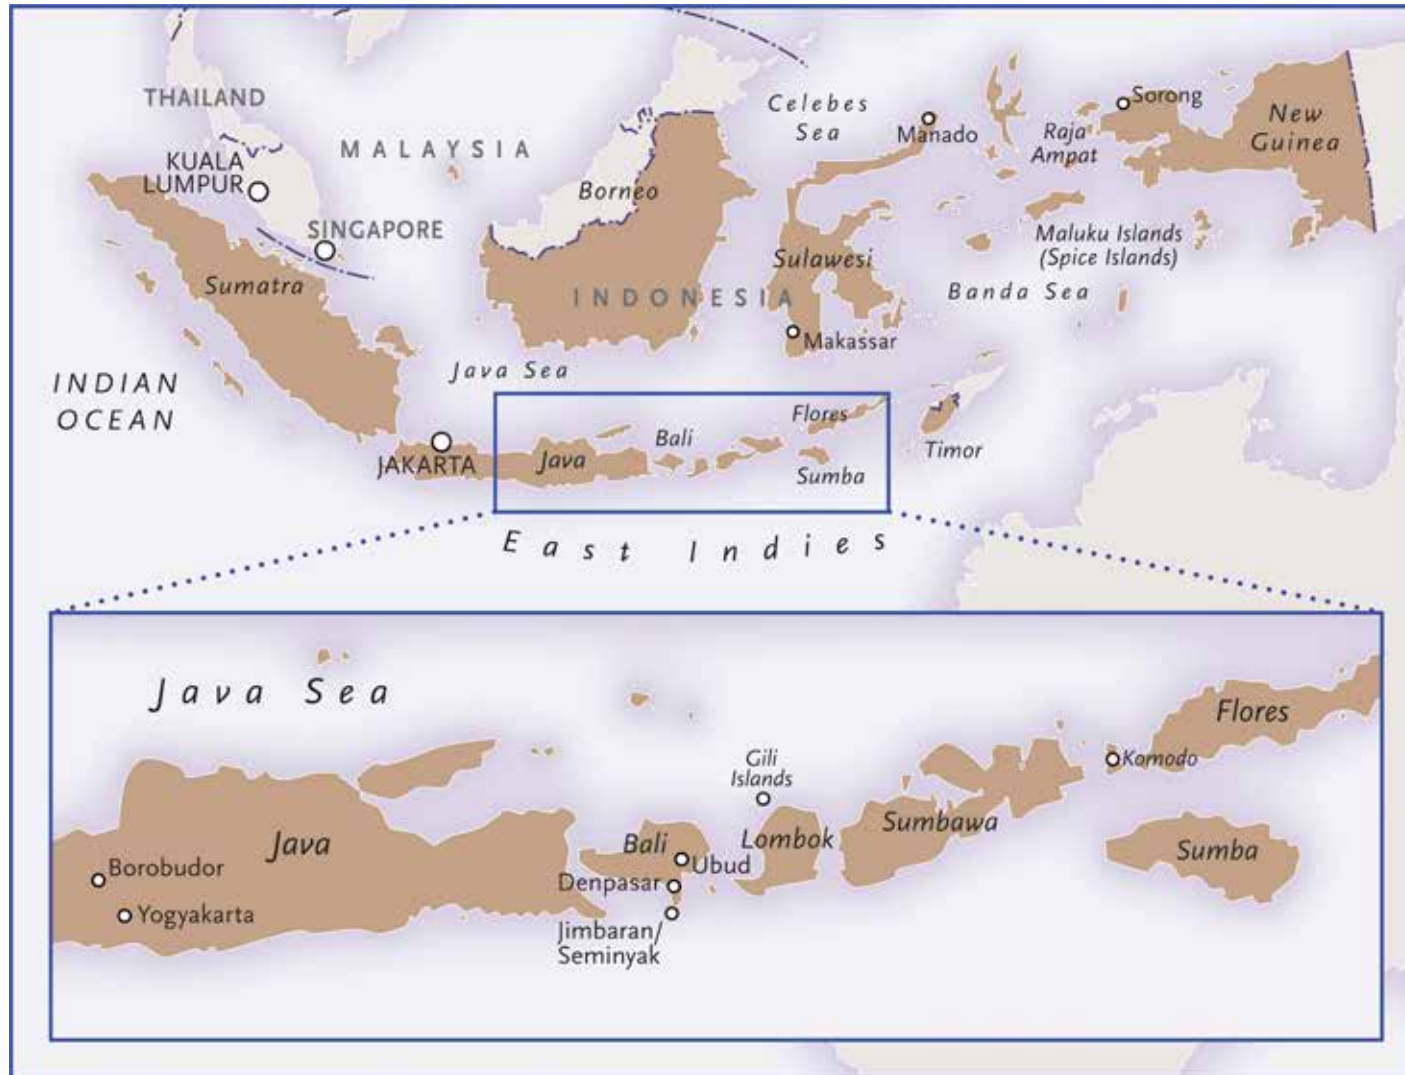 THAILAND
KUALA
LUMPUR
MALAYSIA
SINGAPORE
Sumatra
INDIAN
OCEAN
Borneo
INDONESIA
Celebes
Sea
Manado
Sulawesi
Makassar
Raja
Ampat
Sorong
New
Guinea
Maluku Islands
(Spice Islands)
Banda Sea
Java Sea
JAKARTA
Java
Bali
Flores
Sumba
Timor
East Indies
Java Sea
Java
Borobudor
Yogyakarta
Bali
Ubud
Denpasar
Jimbaran/
Seminyak
Gili
Islands
Lombok
Sumbawa
Komodo
Flores
Sumba